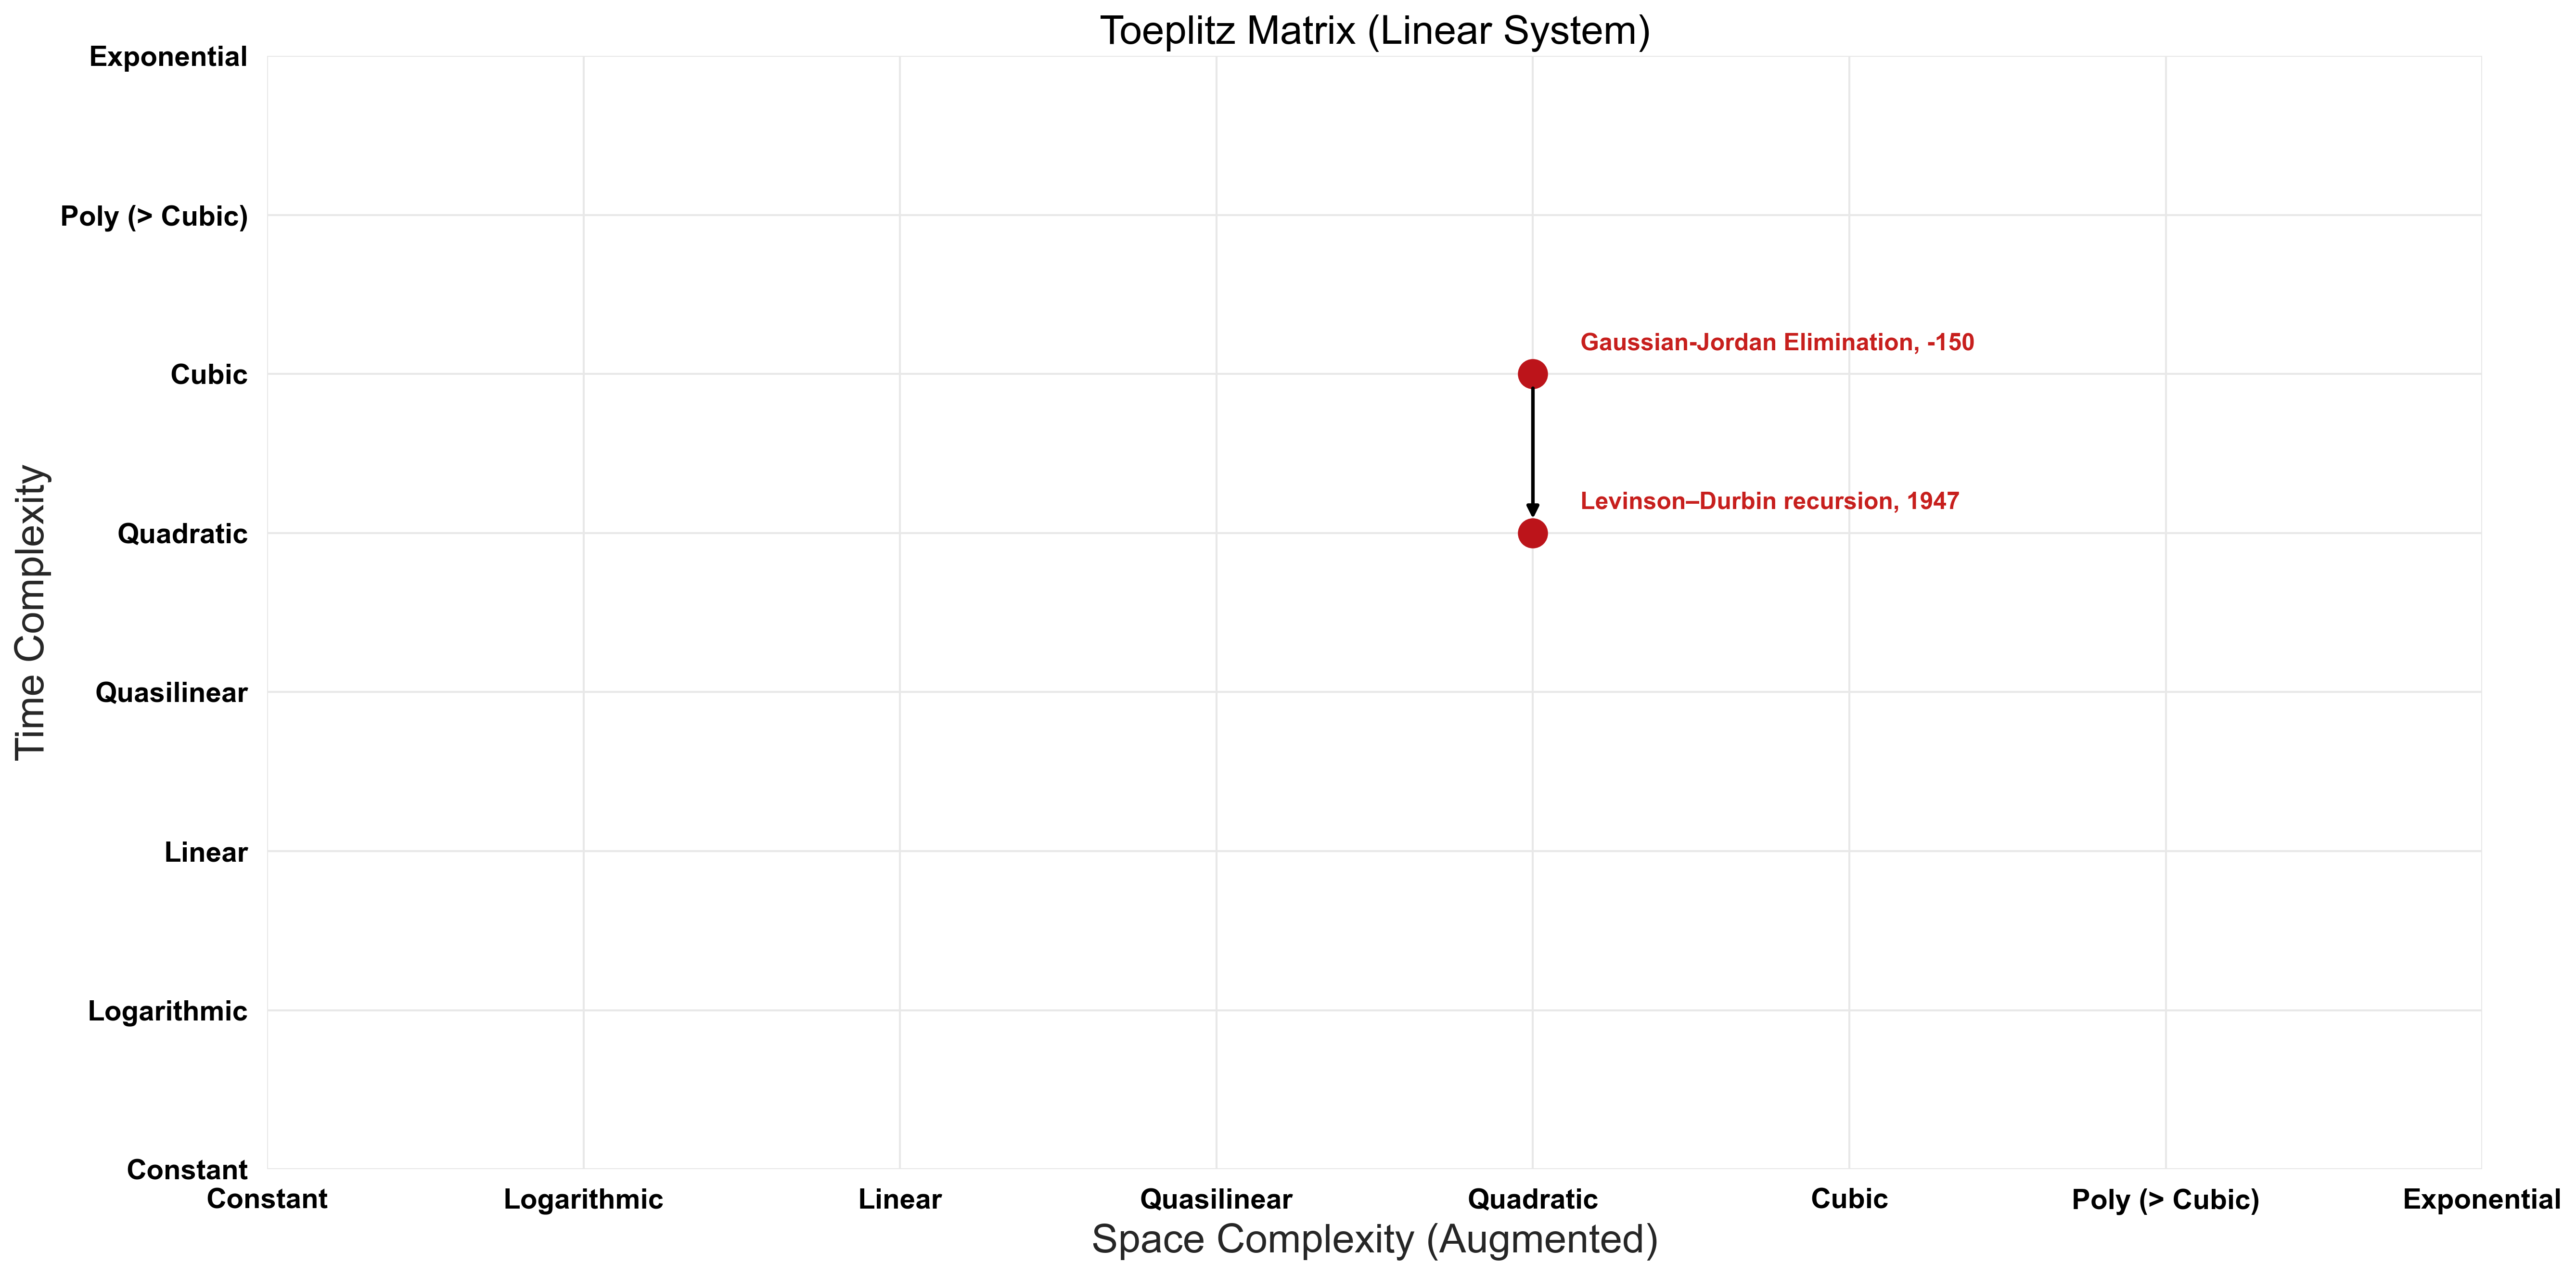 Toeplitz Matrix (Linear System)
Exponential
Poly (> Cubic)
Cubic
Quadratic
Quasilinear
Linear
Logarithmic
Constant
Time Complexity
Gaussian-Jordan Elimination, -150
Levinson–Durbin recursion, 1947
Constant
Logarithmic
Linear
Quasilinear
Quadratic
Cubic
Poly (> Cubic)
Exponential
Space Complexity (Augmented)